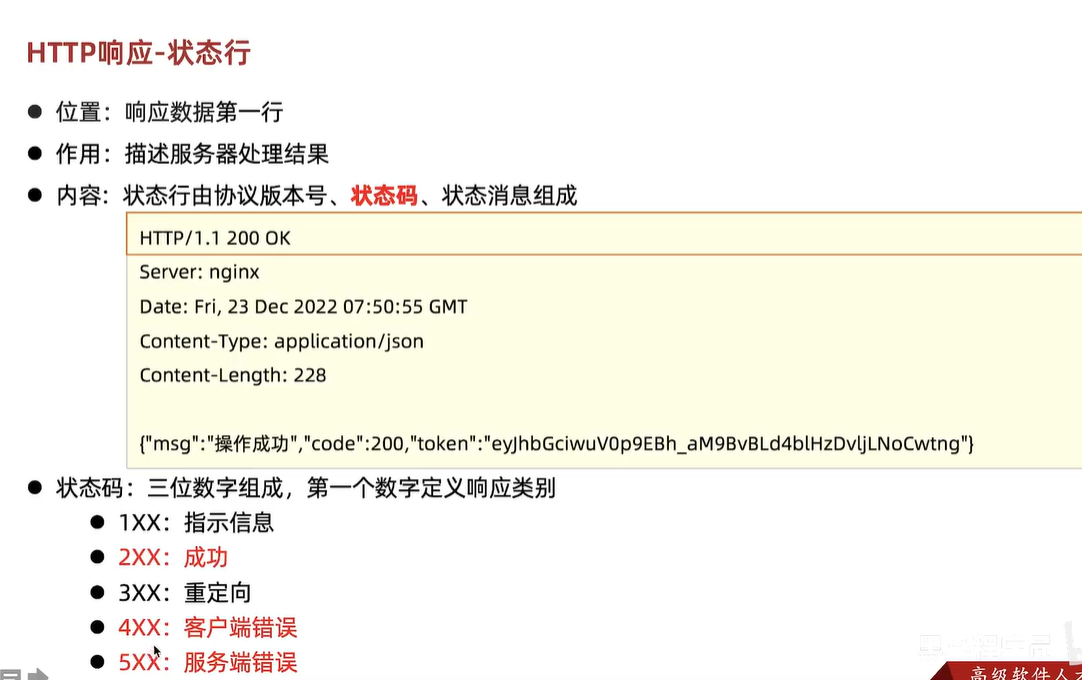 HTTP响应-状态行
位置：响应数据第一行
作用：描述服务器处理结果
内容：状态行由协议版本号、状态码、状态消息组成
HTTP/1.1 200 OK
Server: nginx
Date: Fri, 23 Dec 2022 07:50:55 GMT
Content-Type: application/json
Content-Length: 228
{"msg":"操作成功","code":200,"token":"eyJhbGciwuV0p9EBh_aM9BvBLd4blHzDvljLNoCwtng"}
状态码：三位数字组成，第一个数字定义响应类别
1XX：指示信息
2XX：成功
3XX：重定向
4XX：客户端错误
5XX：服务端错误
高级软件人